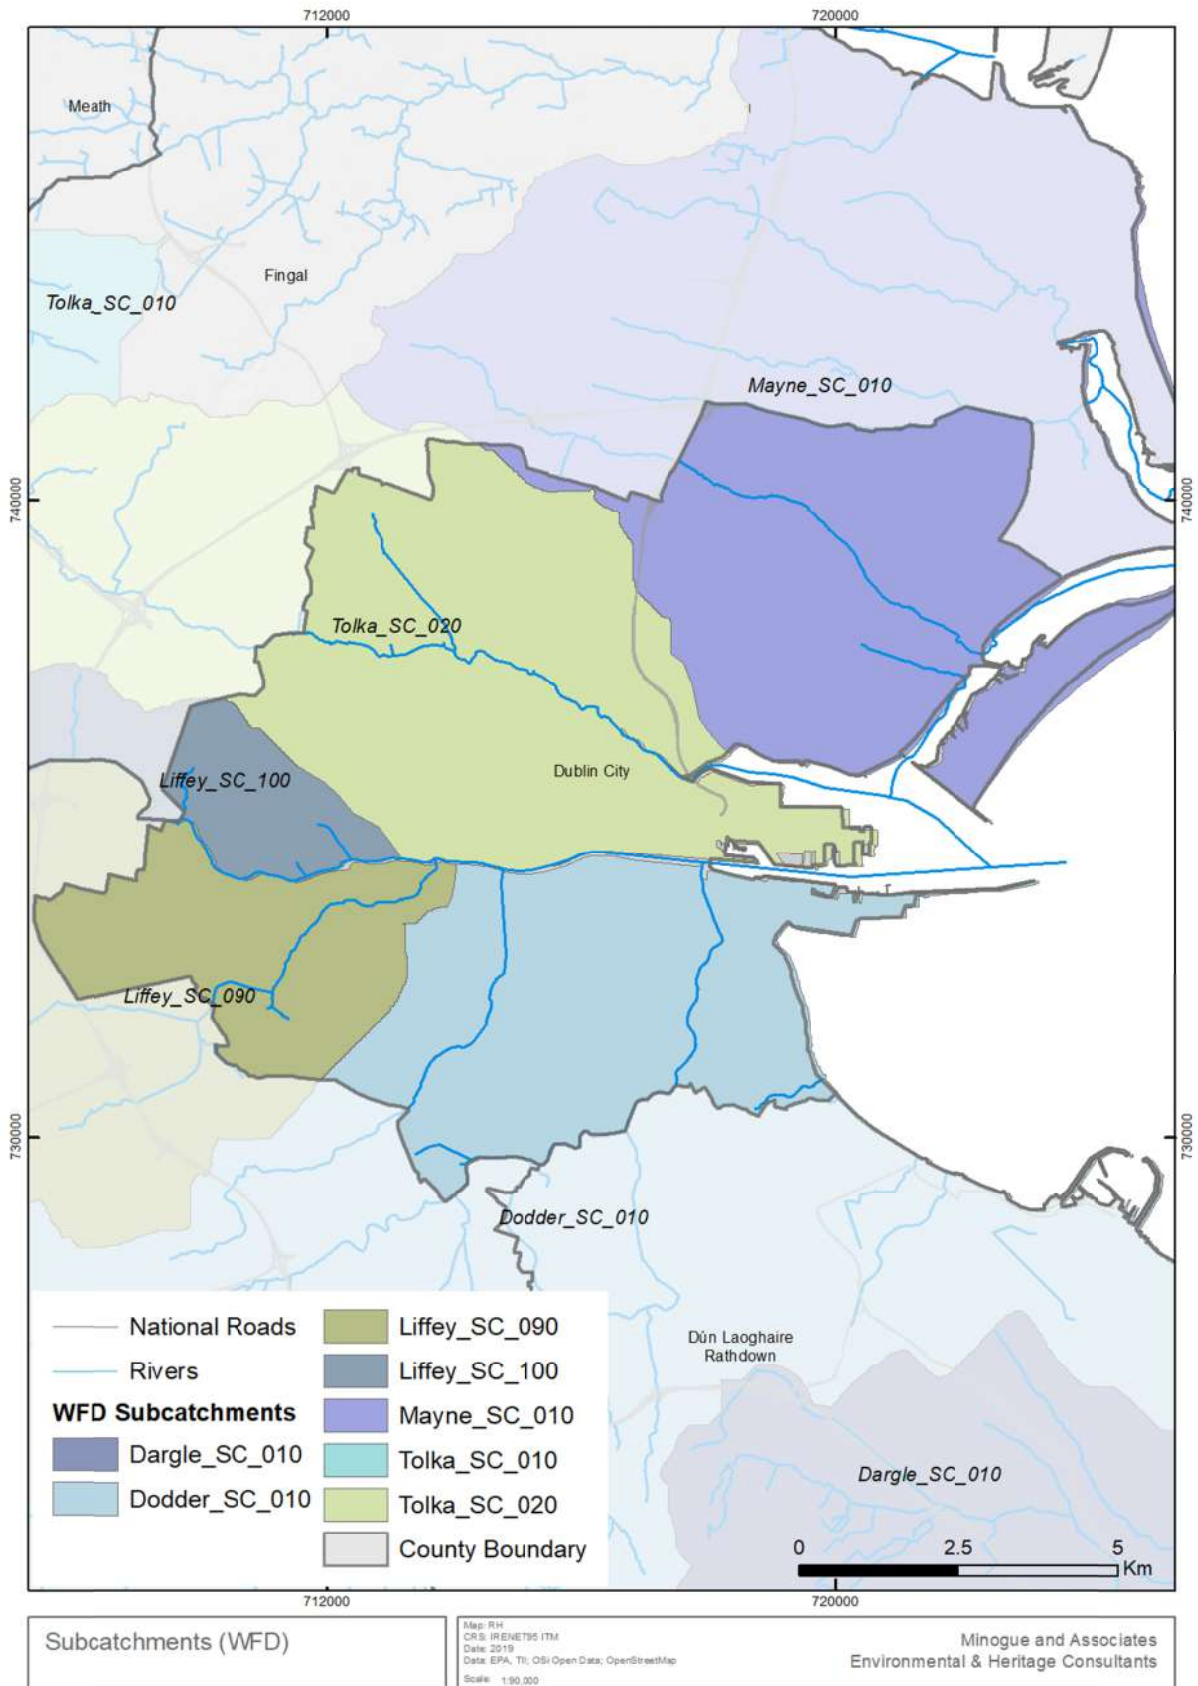 712000
720000
Meath
Fingal
Tolka_SC_010
Mayne_SC_010
740000
740000
Tolka_SC_020
Dublin City
Liffey_SC_100
Liffey_SC_090
730000
730000
Dodder_SC_010
Dún Laoghaire
Rathdown
Dargle_SC_010
National Roads
Rivers
WFD Subcatchments
Dargle_SC_010
Dodder_SC_010
Liffey_SC_090
Liffey_SC_100
Mayne_SC_010
Tolka_SC_010
Tolka_SC_020
County Boundary
0 2.5 5
Km
712000
720000
Subcatchments (WFD)
Map: RH
CRS: IRENET95 ITM
Date: 2019
Data: EPA, TII; OSi Open Data; OpenStreetMap
Scale: 1:90,000
Minogue and Associates
Environmental & Heritage Consultants